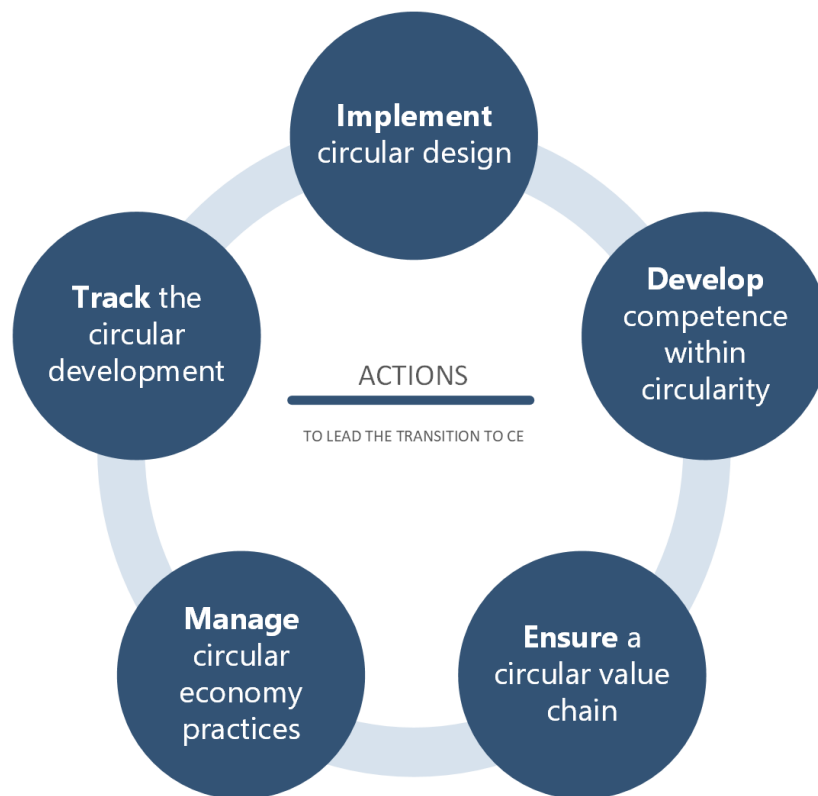 Implement
circular design
Develop
competence
within
circularity
Ensure a
circular value
chain
Manage
circular
economy
practices
Track the
circular
development
ACTIONS
TO LEAD THE TRANSITION TO CE